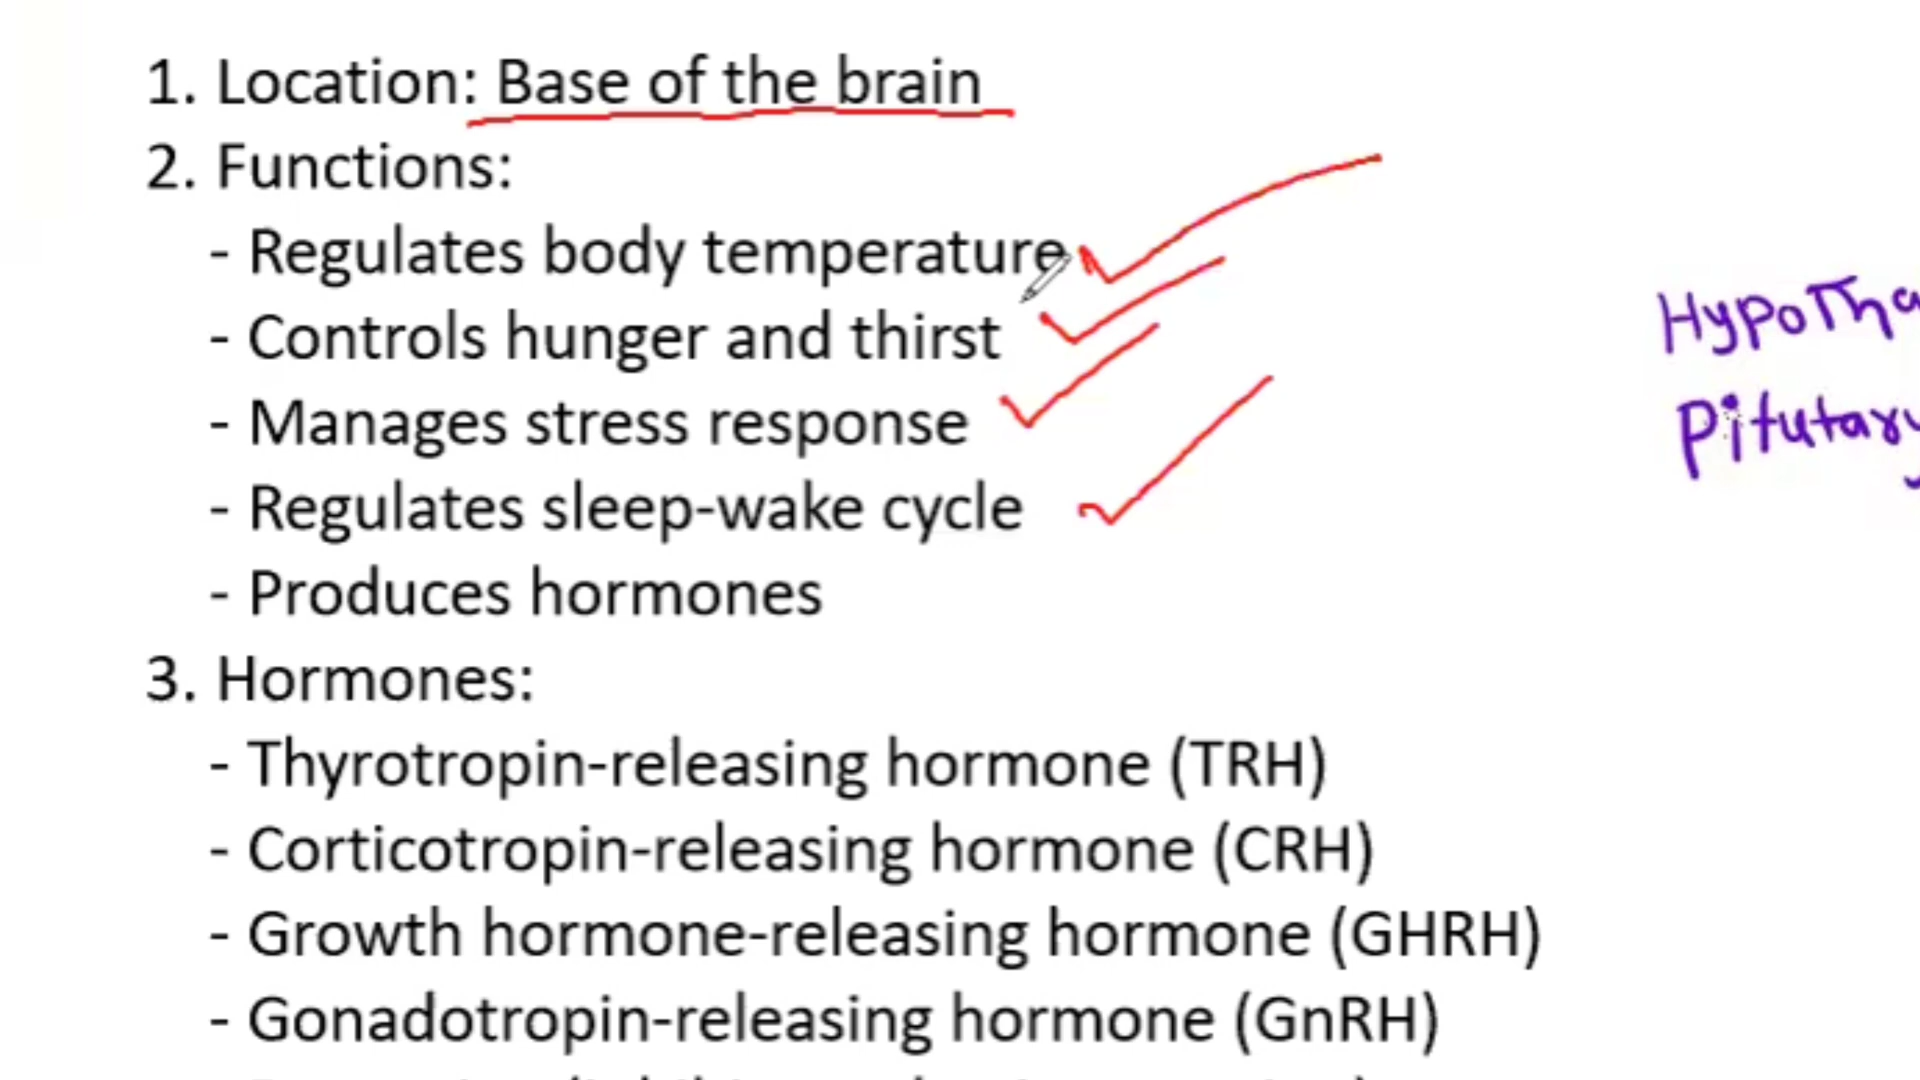 1. Location: Base of the brain
2. Functions:
- Regulates body temperature
- Controls hunger and thirst
- Manages stress response
- Regulates sleep-wake cycle
- Produces hormones
3. Hormones:
- Thyrotropin-releasing hormone (TRH)
- Corticotropin-releasing hormone (CRH)
- Growth hormone-releasing hormone (GHRH)
- Gonadotropin-releasing hormone (GnRH)
HypoTha
Pitutary